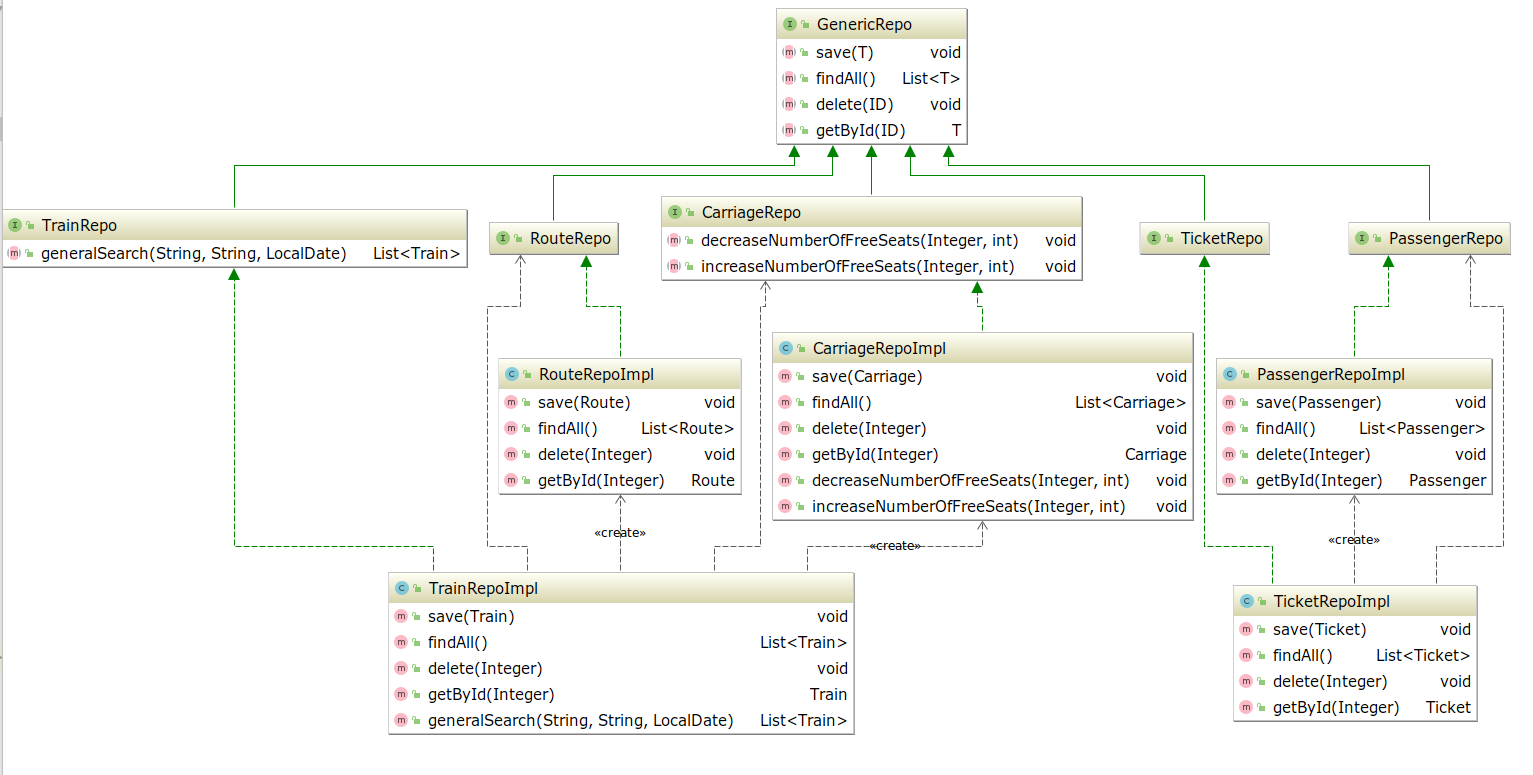 GenericRepo
save(T) void
findAll() List<T>
delete(ID) void
getById(ID) T
TrainRepo
generalSearch(String, String, LocalDate) List<Train>
RouteRepo
CarriageRepo
decreaseNumberOfFreeSeats(Integer, int) void
increaseNumberOfFreeSeats(Integer, int) void
TicketRepo
PassengerRepo
RouteRepoImpl
save(Route) void
findAll() List<Route>
delete(Integer) void
getById(Integer) Route
CarriageRepoImpl
save(Carriage) void
findAll() List<Carriage>
delete(Integer) void
getById(Integer) Carriage
decreaseNumberOfFreeSeats(Integer, int) void
increaseNumberOfFreeSeats(Integer, int) void
PassengerRepoImpl
save(Passenger) void
findAll() List<Passenger>
delete(Integer) void
getById(Integer) Passenger
«create»
«create»
«create»
TrainRepoImpl
save(Train) void
findAll() List<Train>
delete(Integer) void
getById(Integer) Train
generalSearch(String, String, LocalDate) List<Train>
TicketRepoImpl
save(Ticket) void
findAll() List<Ticket>
delete(Integer) void
getById(Integer) Ticket